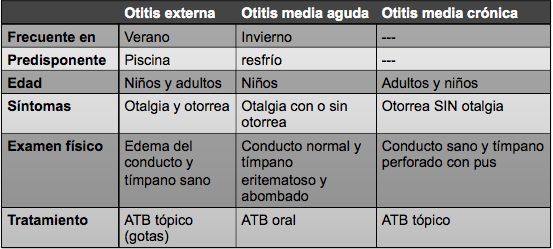 Otitis externa Otitis media aguda Otitis media crónica
Frecuente en Verano Invierno ---
Predisponente Piscina resfrío ---
Edad Niños y adultos Niños Adultos y niños
Síntomas Otalgia y otorrea Otalgia con o sin otorrea Otorrea SIN otalgia
Examen físico Edema del conducto y tímpano sano Conducto normal y tímpano eritematoso y abombado Conducto sano y tímpano perforado con pus
Tratamiento ATB tópico (gotas) ATB oral ATB tópico